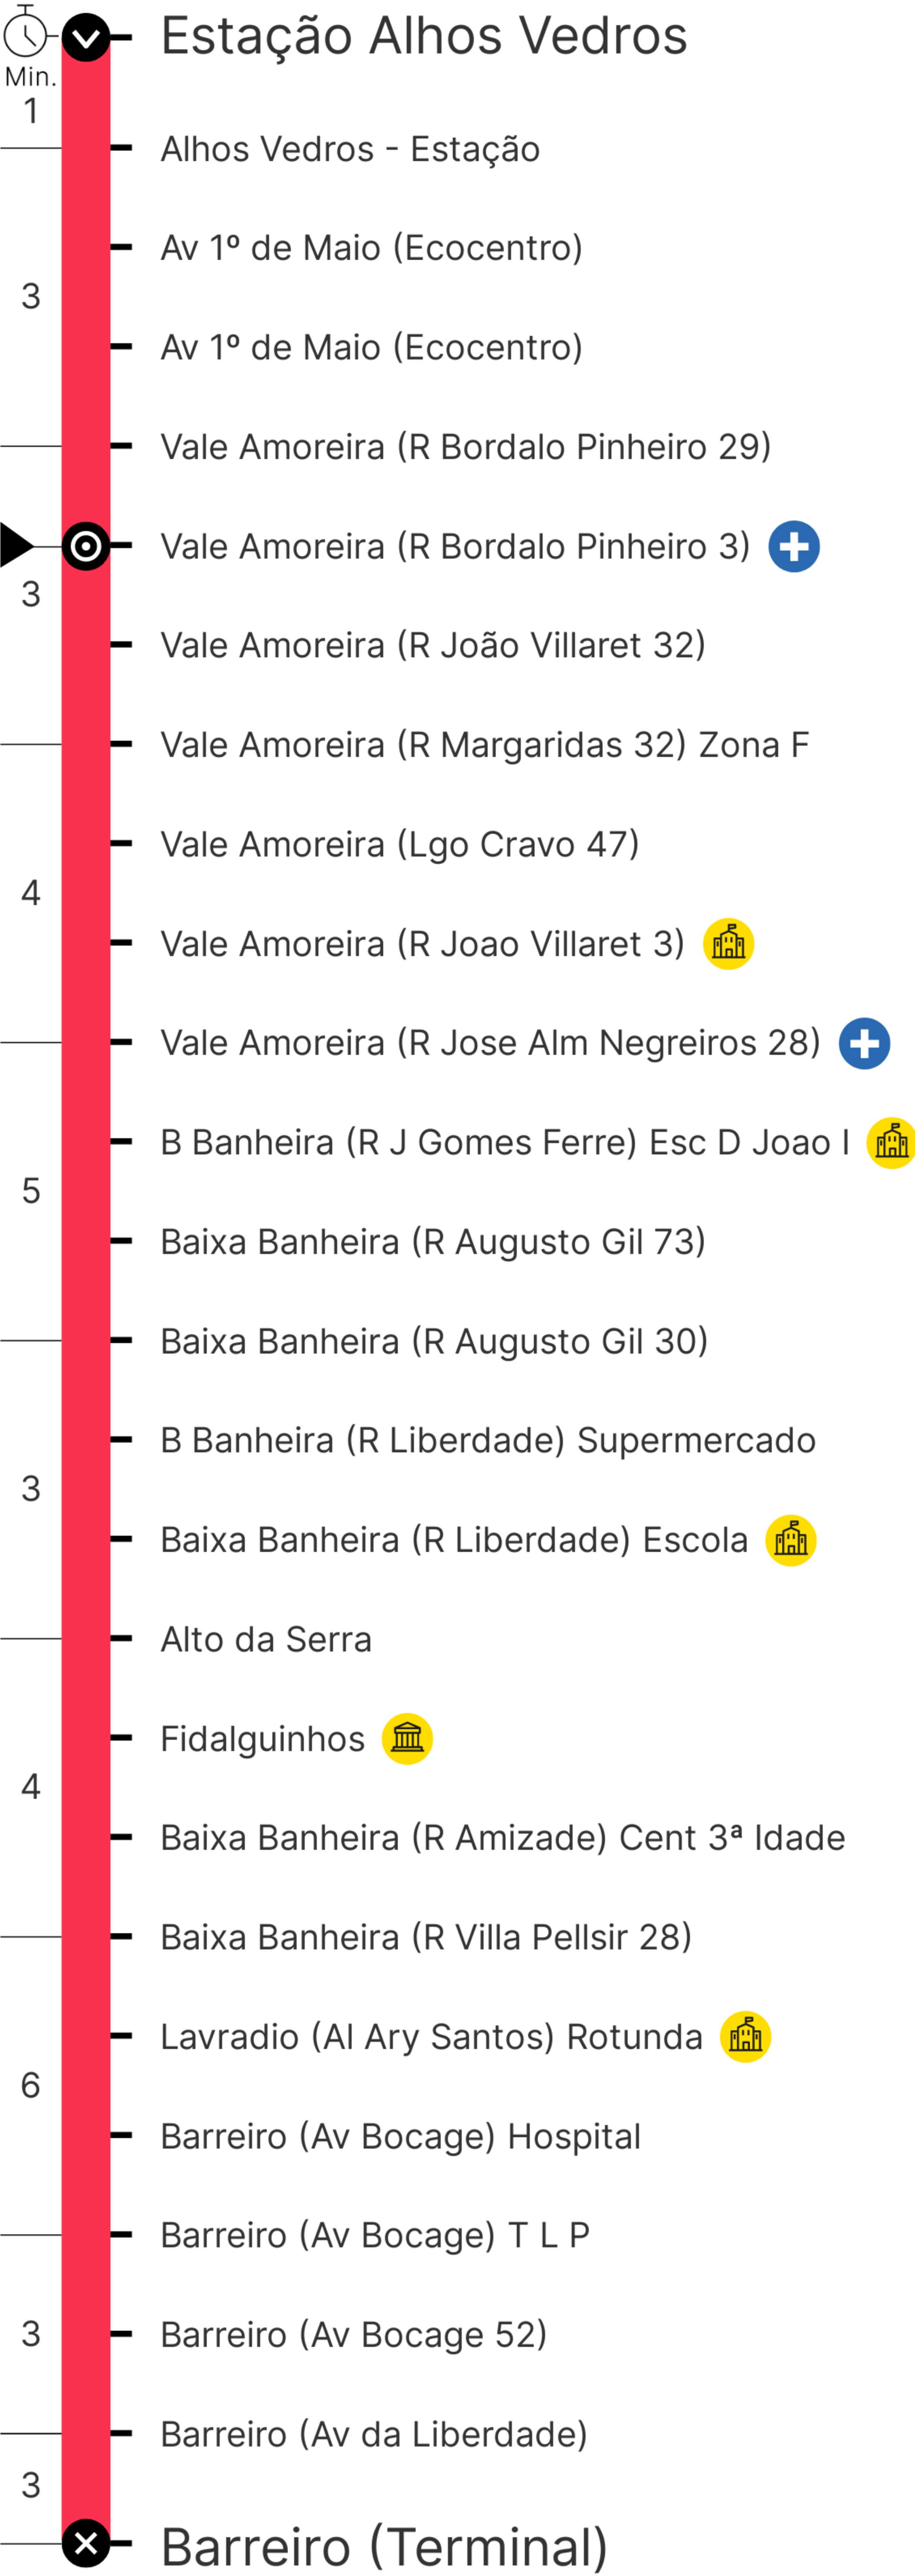 Estação Alhos Vedros
Min.
1
Alhos Vedros - Estação
Av 1º de Maio (Ecocentro)
3
Av 1º de Maio (Ecocentro)
Vale Amoreira (R Bordalo Pinheiro 29)
Vale Amoreira (R Bordalo Pinheiro 3)
3
Vale Amoreira (R João Villaret 32)
Vale Amoreira (R Margaridas 32) Zona F
Vale Amoreira (Lgo Cravo 47)
4
Vale Amoreira (R Joao Villaret 3)
Vale Amoreira (R Jose Alm Negreiros 28)
B Banheira (R J Gomes Ferre) Esc D Joao I
5
Baixa Banheira (R Augusto Gil 73)
Baixa Banheira (R Augusto Gil 30)
B Banheira (R Liberdade) Supermercado
3
Baixa Banheira (R Liberdade) Escola
Alto da Serra
Fidalguinhos
4
Baixa Banheira (R Amizade) Cent 3ª Idade
Baixa Banheira (R Villa Pellsir 28)
Lavradio (Al Ary Santos) Rotunda
6
Barreiro (Av Bocage) Hospital
Barreiro (Av Bocage) T L P
3
Barreiro (Av Bocage 52)
Barreiro (Av da Liberdade)
3
Barreiro (Terminal)